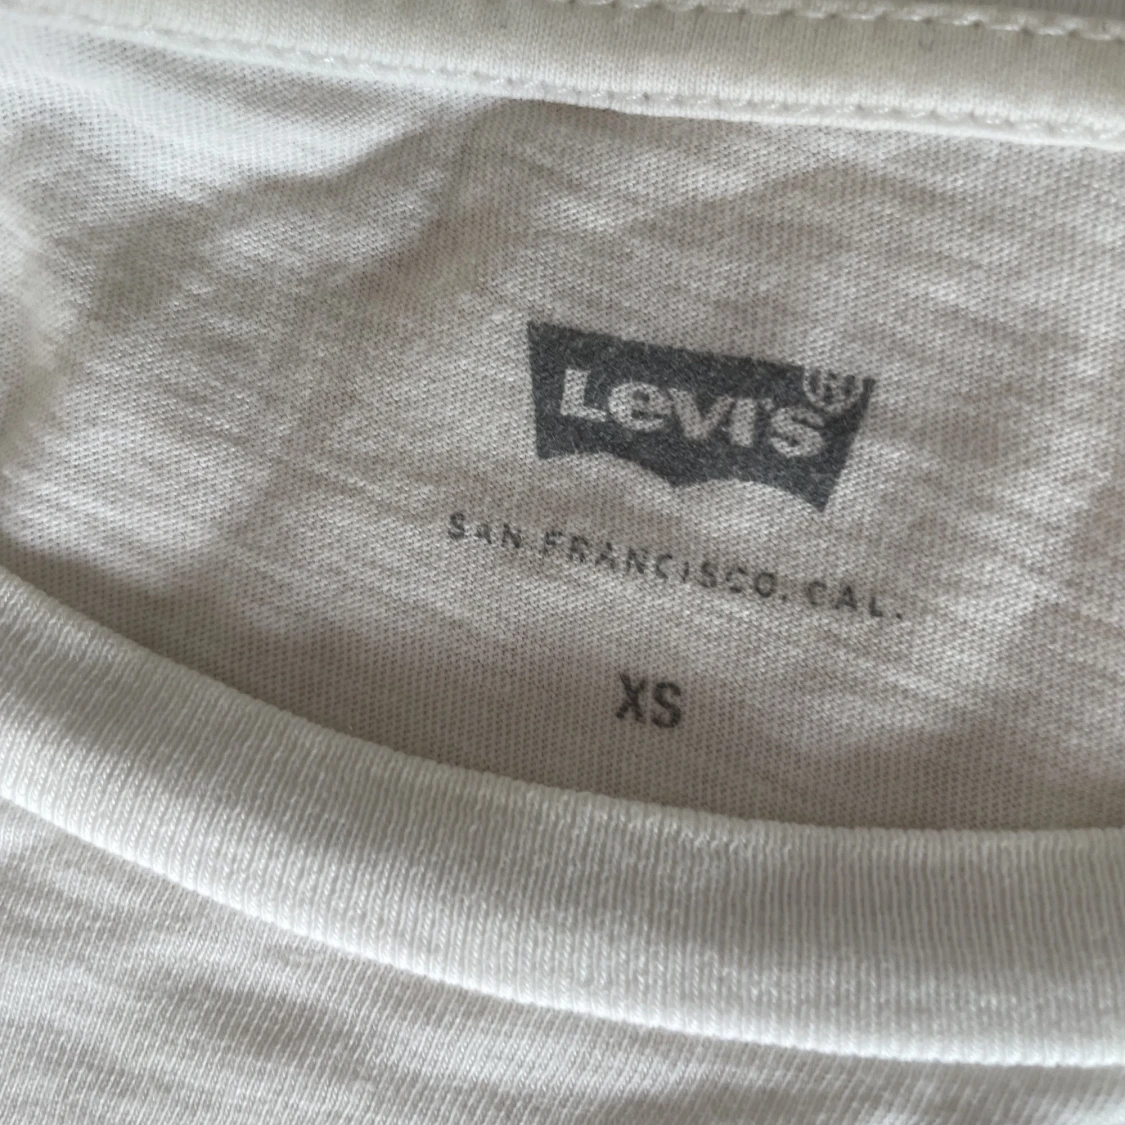 Levi's®
SAN FRANCISCO, CAL.
XS